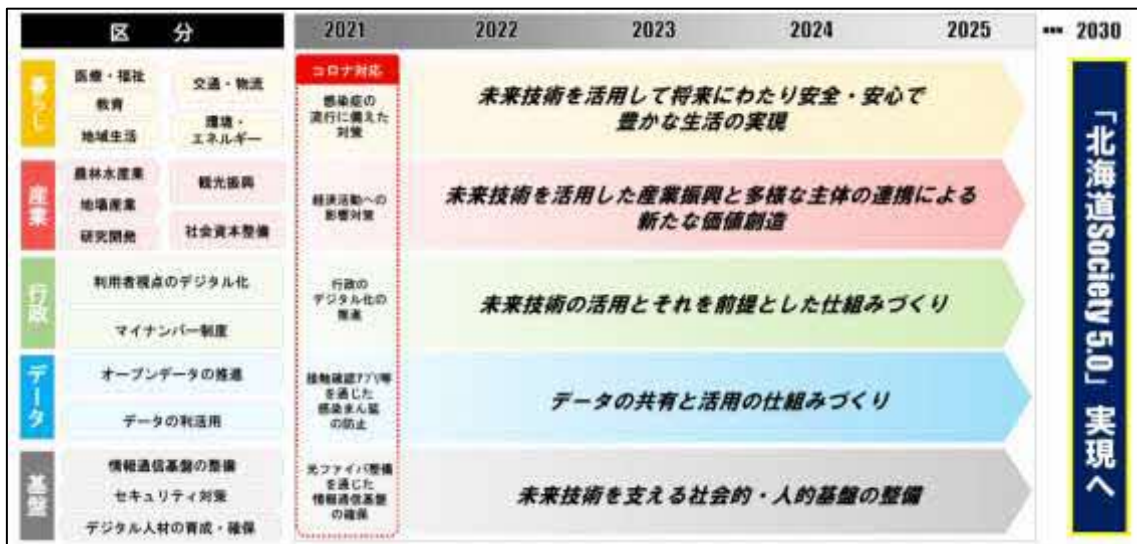 区 分
2021
2022
2023
2024
2025
… 2030
暮らし
医療・福祉
教育
地域生活
交通・物流
環境・
エネルギー
コロナ対応
感染症の
流行に備えた
対策
未来技術を活用して将来にわたり安全・安心で
豊かな生活の実現
産業
農林水産業
地場産業
研究開発
観光振興
社会資本整備
経済活動への
影響対策
未来技術を活用した産業振興と多様な主体の連携による
新たな価値創造
行政
利用者視点のデジタル化
マイナンバー制度
行政の
デジタル化の
推進
未来技術の活用とそれを前提とした仕組みづくり
データ
オープンデータの推進
データの利活用
接触確認アプリ等
を通じた
感染まん延
の防止
データの共有と活用の仕組みづくり
基盤
情報通信基盤の整備
セキュリティ対策
デジタル人材の育成・確保
光ファイバ整備
を通じた
情報通信基盤
の確保
未来技術を支える社会的・人的基盤の整備
「北海道Society 5.0」実現へ